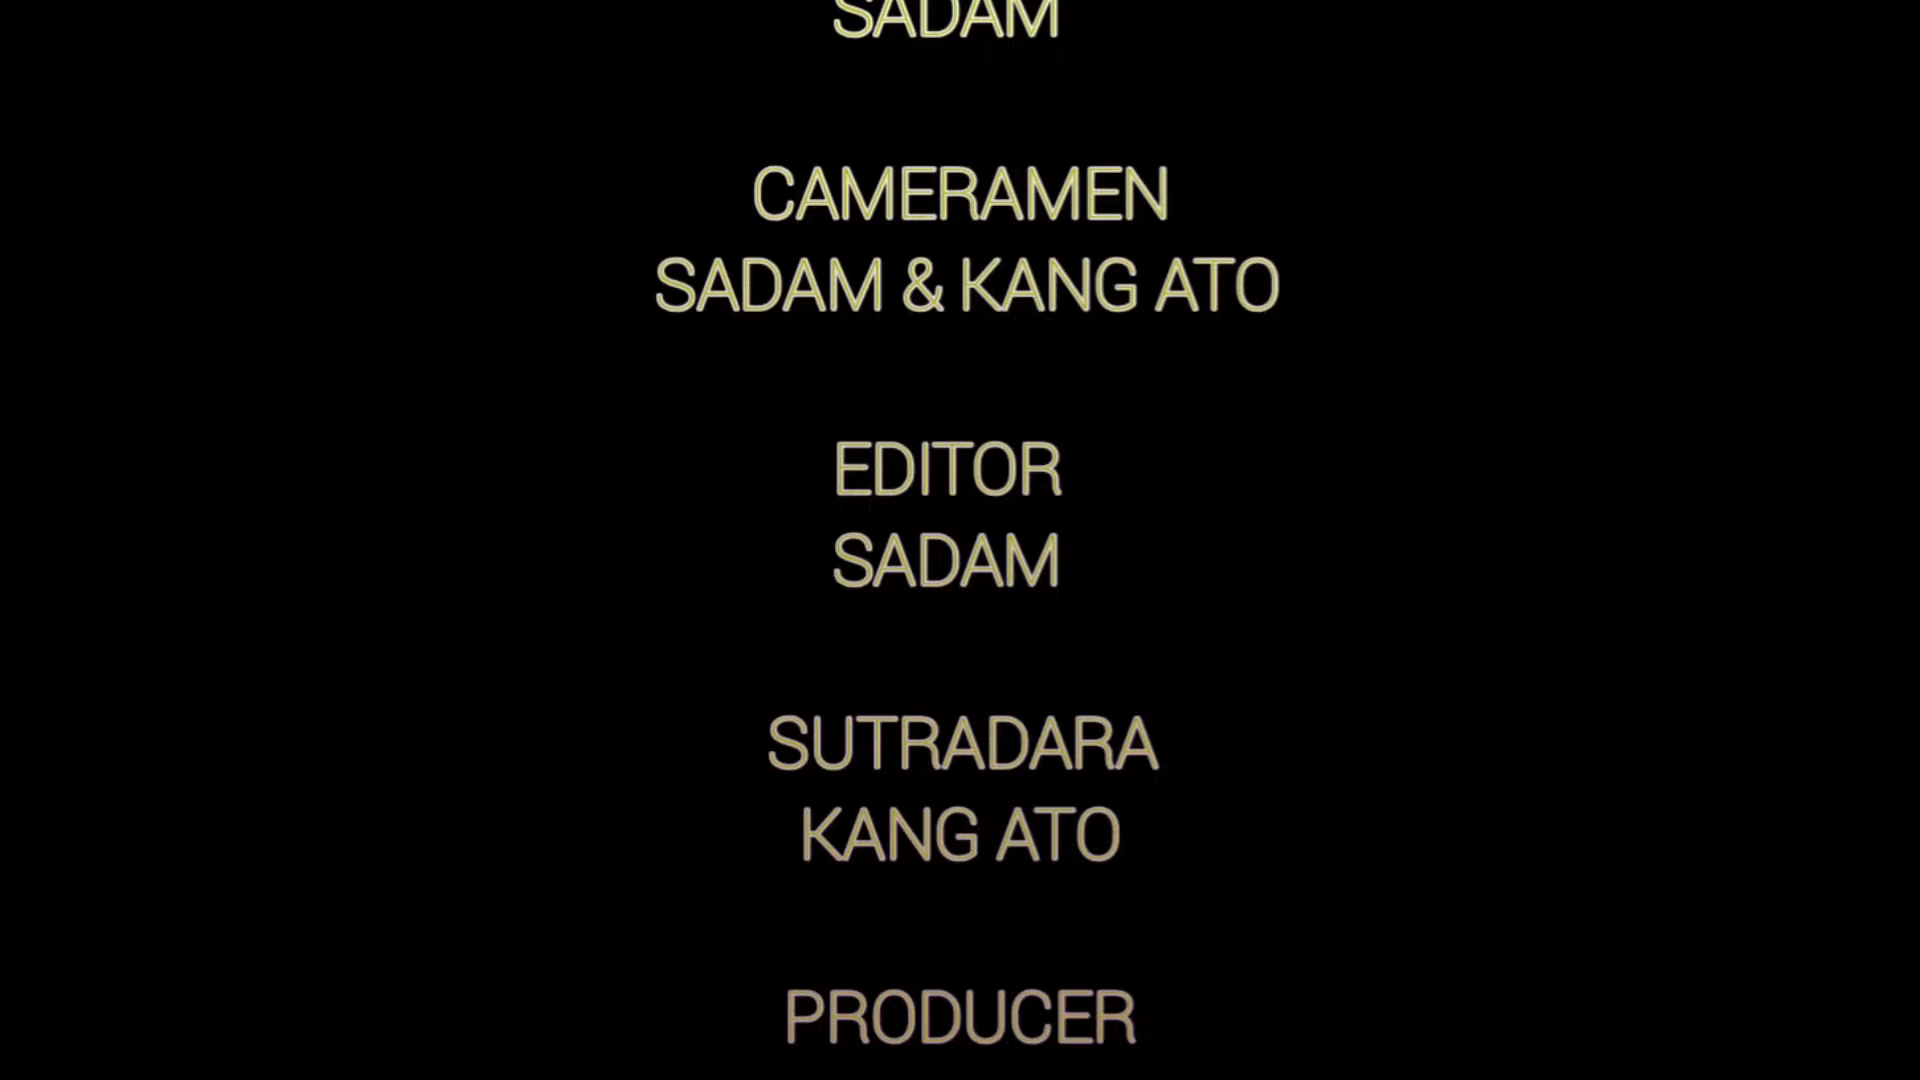 SADAM
CAMERAMEN
SADAM & KANG ATO
EDITOR
SADAM
SUTRADARA
KANG ATO
PRODUCER